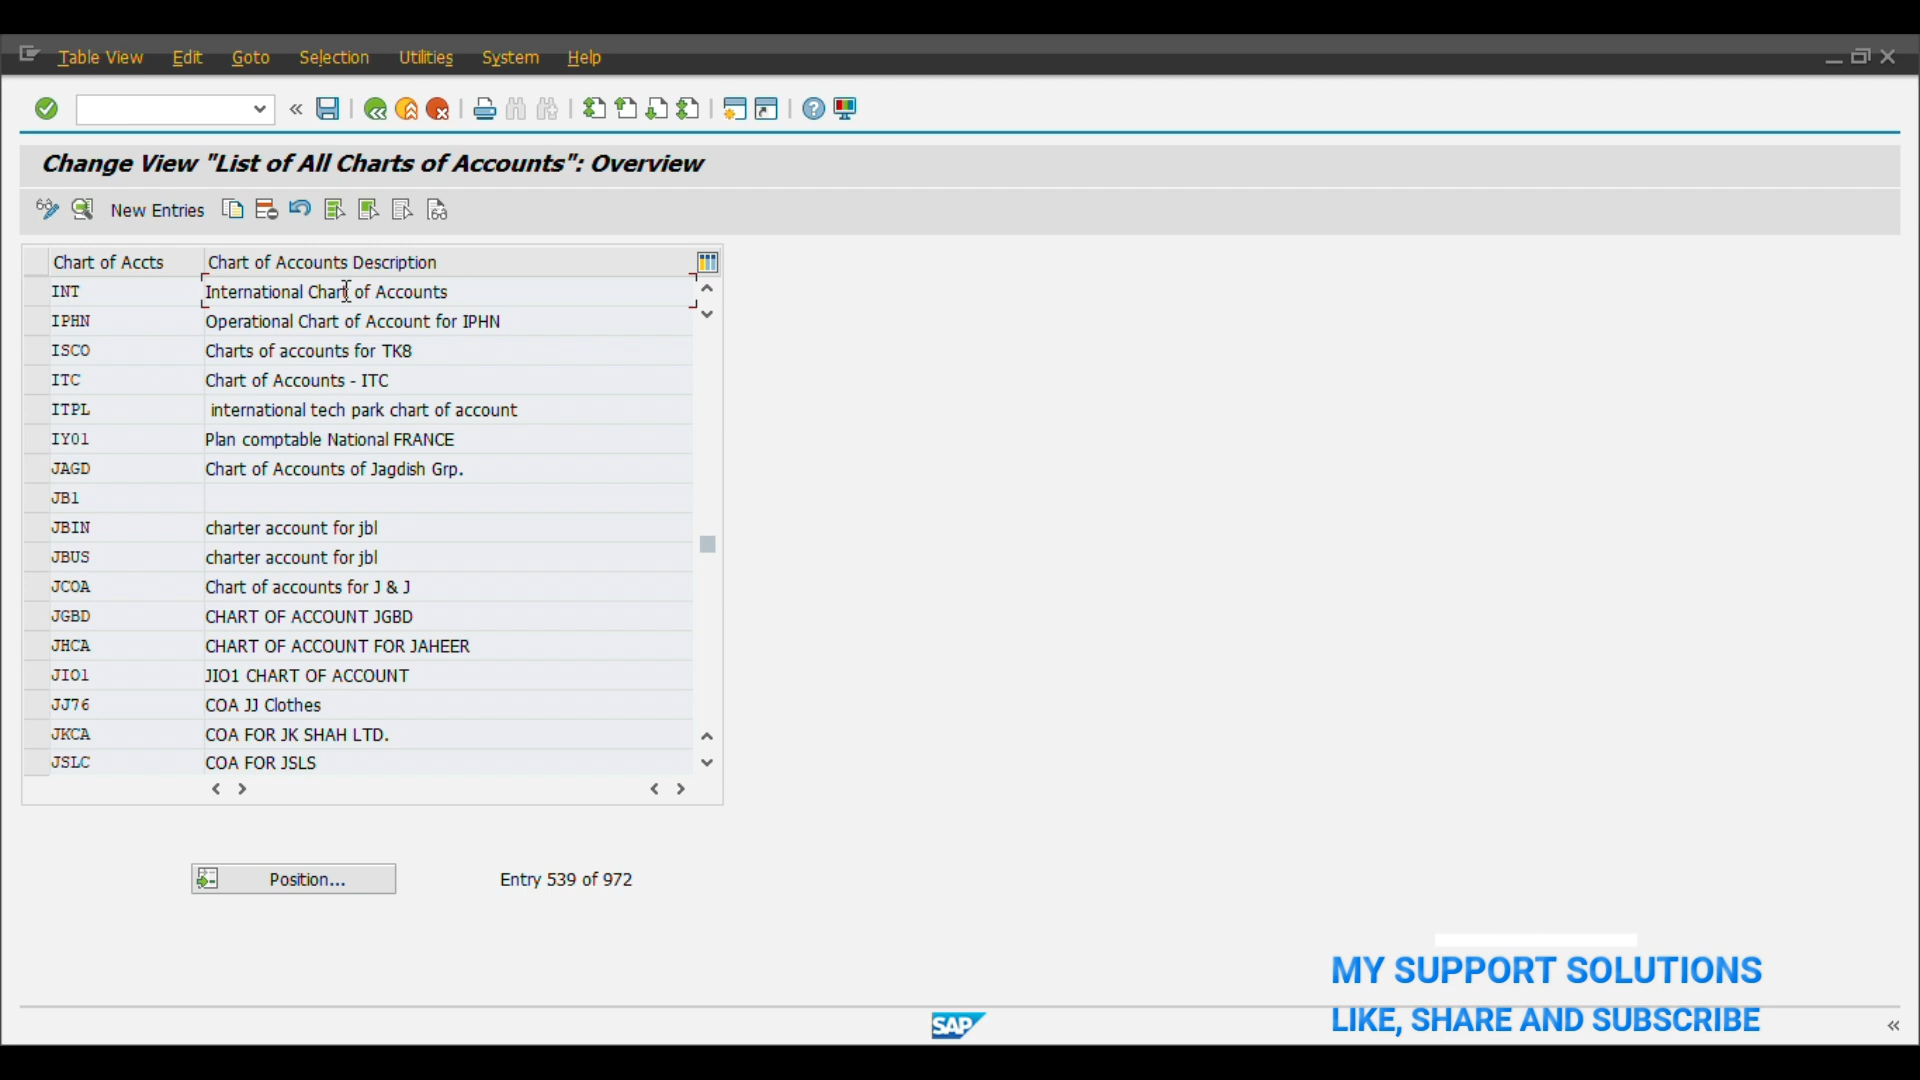 Table View Edit Goto Selection Utilities System Help
Change View "List of All Charts of Accounts": Overview
New Entries
Chart of Accts Chart of Accounts Description
INT International Chart of Accounts
IPHN Operational Chart of Account for IPHN
ISCO Charts of accounts for TK8
ITC Chart of Accounts - ITC
ITPL international tech park chart of account
IY01 Plan comptable National FRANCE
JAGD Chart of Accounts of Jagdish Grp.
JB1
JBIN charter account for jbl
JBUS charter account for jbl
JCOA Chart of accounts for J & J
JGBD CHART OF ACCOUNT JGBD
JHCA CHART OF ACCOUNT FOR JAHEER
JIO1 JIO1 CHART OF ACCOUNT
JJ76 COA JJ Clothes
JKCA COA FOR JK SHAH LTD.
JSLC COA FOR JSLS
Position... Entry 539 of 972
MY SUPPORT SOLUTIONS
SAP LIKE, SHARE AND SUBSCRIBE